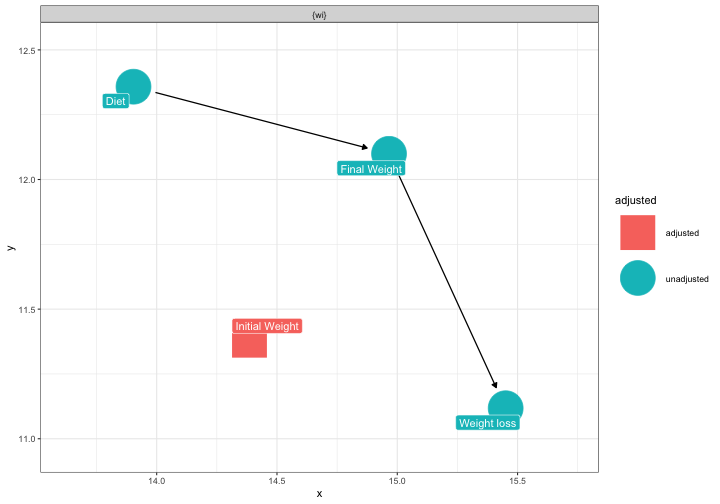 {wi}
12.5
12.0
11.5
11.0
y
Diet
Final Weight
Initial Weight
Weight loss
14.0
14.5
15.0
15.5
x
adjusted
adjusted
unadjusted